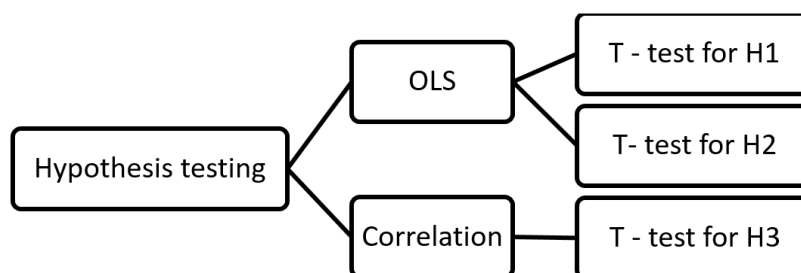 T - test for H1
OLS
T- test for H2
Hypothesis testing
Correlation
T - test for H3